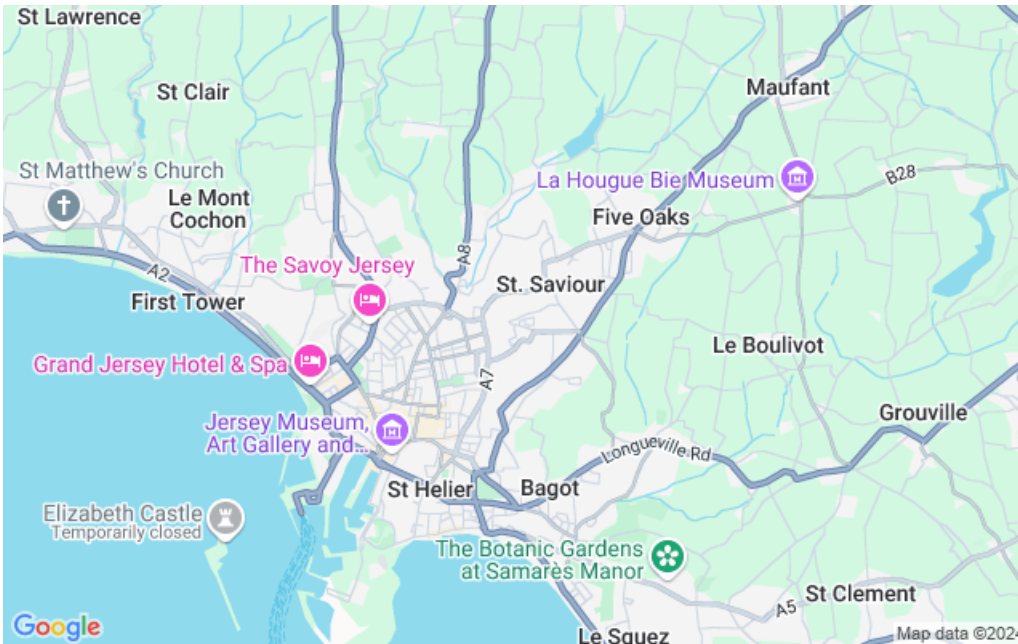 St Lawrence
St Clair
Maufant
St Matthew's Church
La Hougue Bie Museum
B28
Le Mont
Cochon
Five Oaks
A8
The Savoy Jersey
A2
St. Saviour
First Tower
Le Boulivot
Grand Jersey Hotel & Spa
A7
Grouville
Jersey Museum,
Art Gallery and...
Longueville Rd
St Helier
Bagot
Elizabeth Castle
Temporarily closed
The Botanic Gardens
at Samarès Manor
St Clement
A5
Google
Le Squez
Map data ©2024